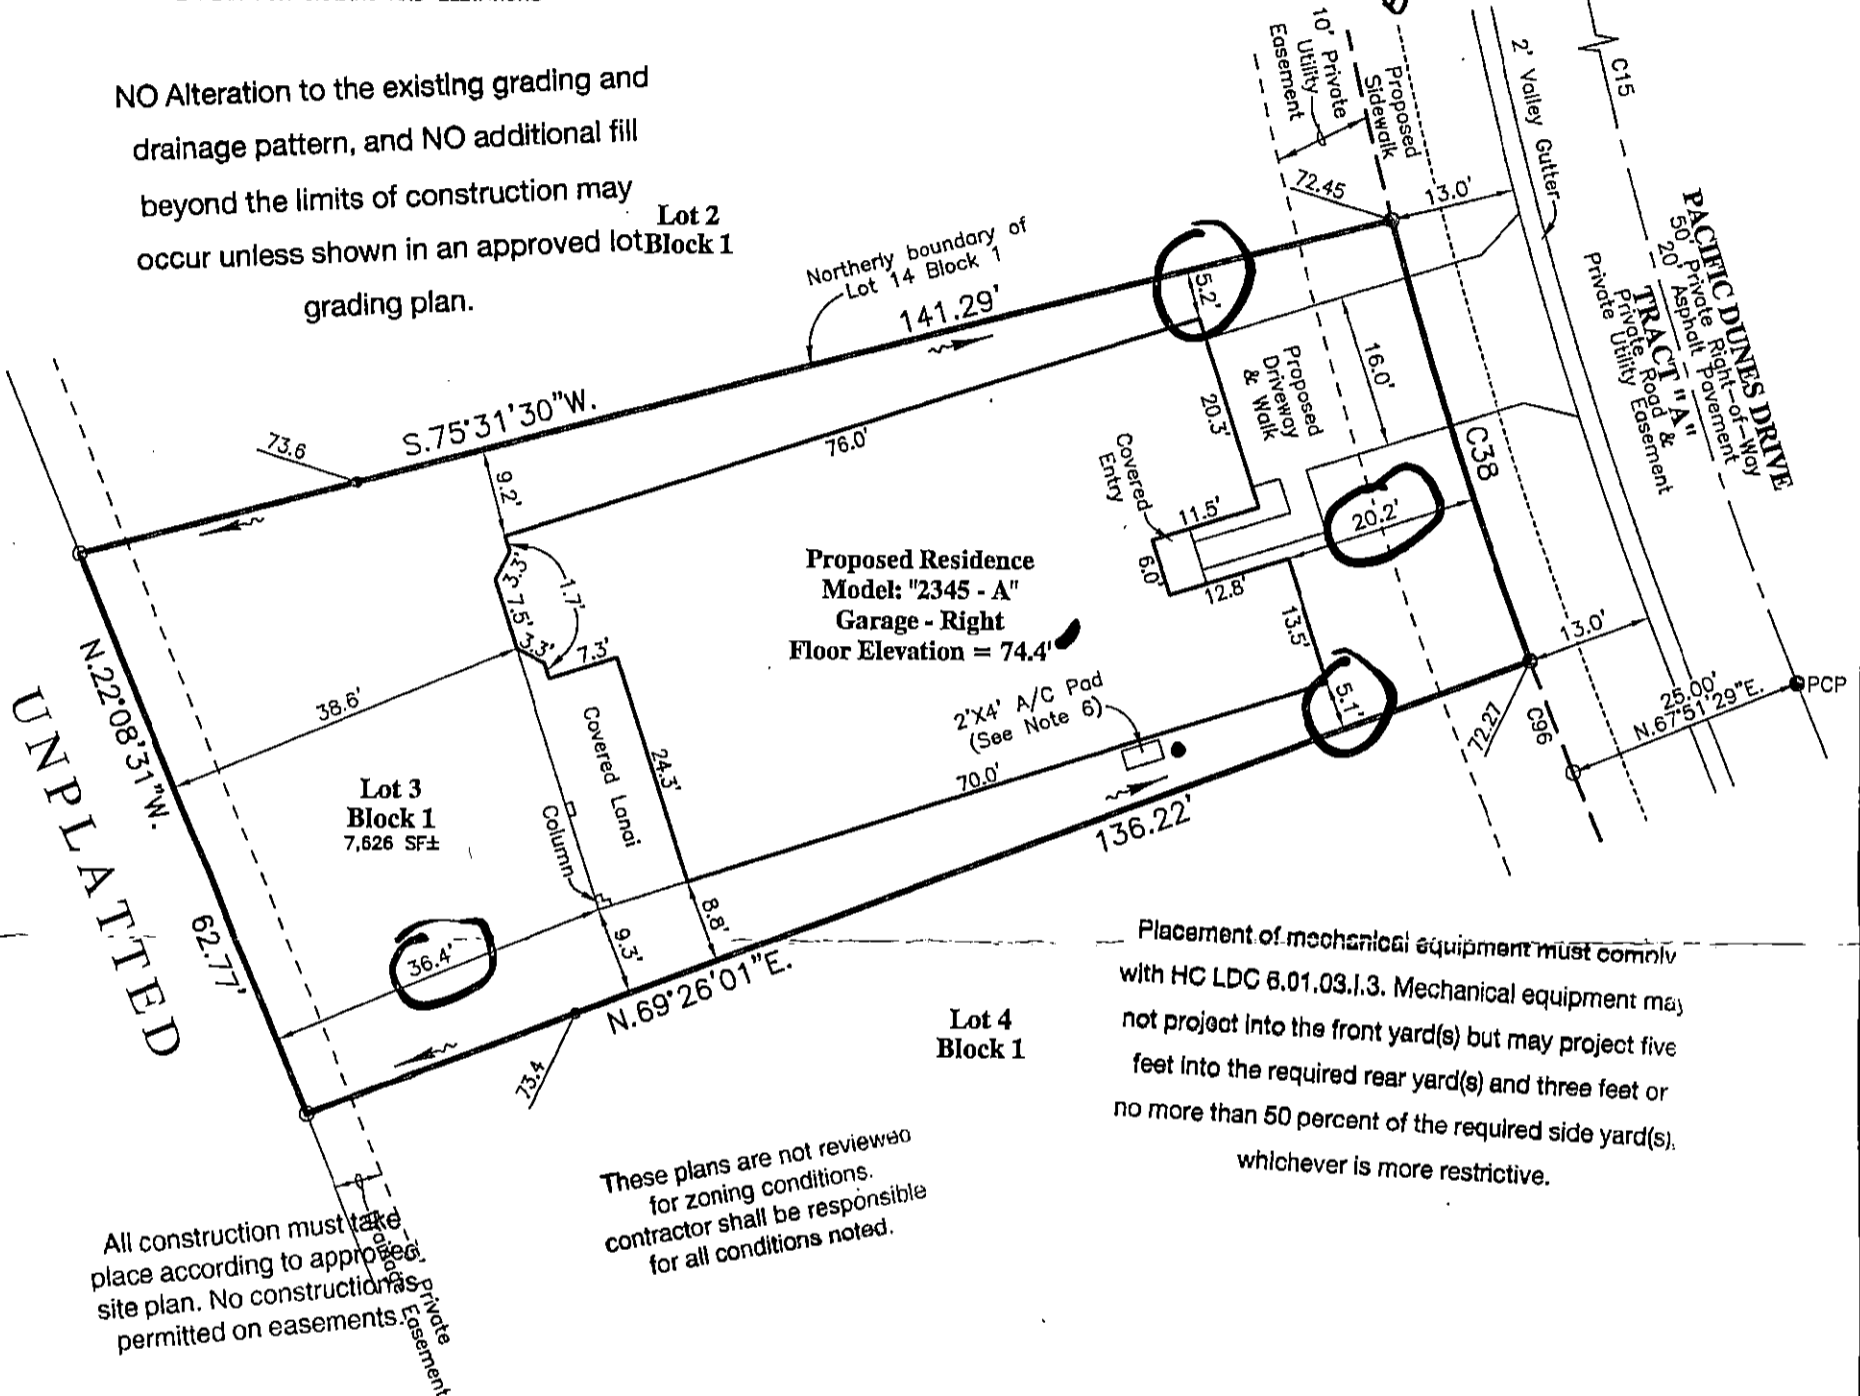 NO Alteration to the existing grading and
drainage pattern, and NO additional fill
beyond the limits of construction may
occur unless shown in an approved lot
grading plan.
Lot 2
Block 1
Northerly boundary of
Lot 14 Block 1
141.29'
S.75°31'30"W.
73.6
10' Private
Utility
Easement
Proposed
Sidewalk
2' Valley Gutter
C15
72.45
13.0'
PACIFIC DUNES DRIVE
50' Private Right-of-Way
20' Asphalt Pavement
TRACT "A"
Private Road &
Private Utility Easement
5.2'
16.0'
Proposed
Driveway
& Walk
20.3'
76.0'
9.2'
Covered
Entry
11.5'
6.0'
12.8'
20.2'
C38
13.5'
3.3'
7.5'
3.3'
1.7'
7.3'
Proposed Residence
Model: "2345 - A"
Garage - Right
Floor Elevation = 74.4'
13.0'
5.1'
72.27
C96
25.00'
N.67°51'29"E.
PCP
2'X4' A/C Pad
(See Note 6)
70.0'
136.22'
38.6'
N.22°08'31"W.
62.77'
UNPLATTED
Lot 3
Block 1
7,626 SF±
Covered Lanai
24.3'
Column
8.8'
9.3'
36.4'
N.69°26'01"E.
73.4
Lot 4
Block 1
Placement of mechanical equipment must comply
with HC LDC 6.01.03.I.3. Mechanical equipment may
not project into the front yard(s) but may project five
feet into the required rear yard(s) and three feet or
no more than 50 percent of the required side yard(s),
whichever is more restrictive.
These plans are not reviewed
for zoning conditions.
contractor shall be responsible
for all conditions noted.
All construction must take
place according to approved
site plan. No construction is
permitted on easements.
Private
Drainage Easement